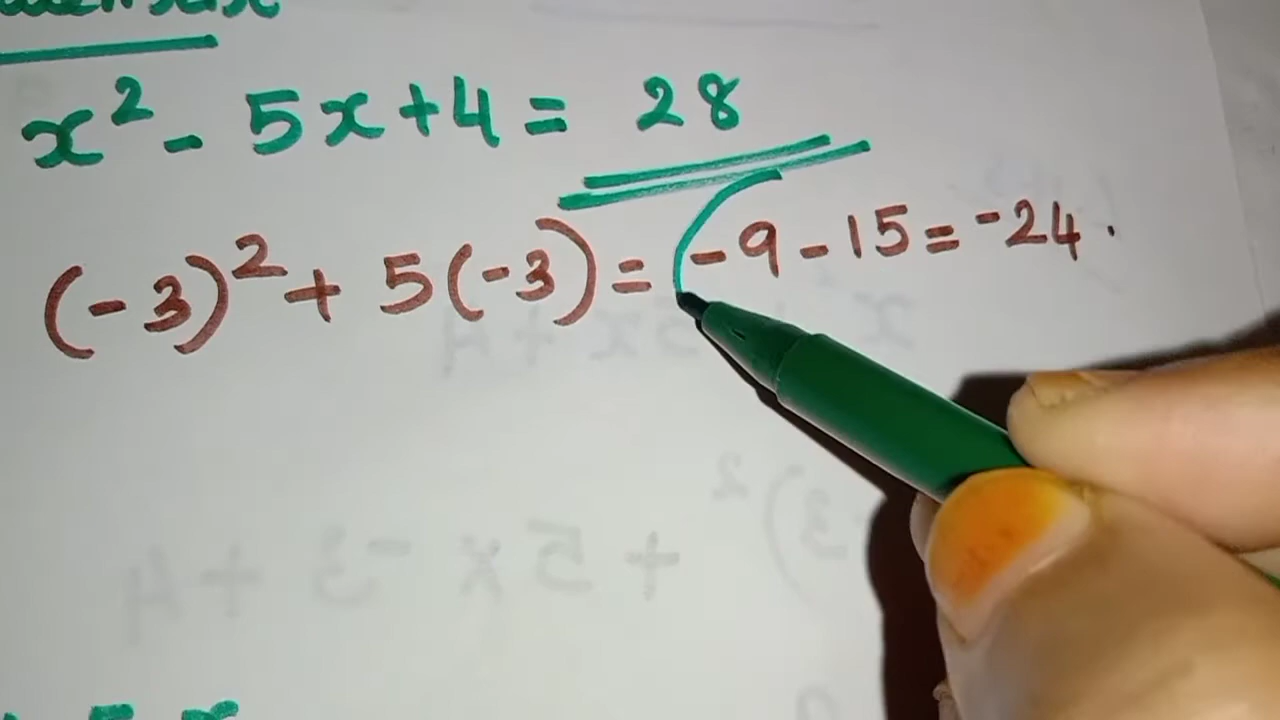 x² - 5x + 4 = 28
(-3)² + 5(-3) = (-9 - 15 = -24.